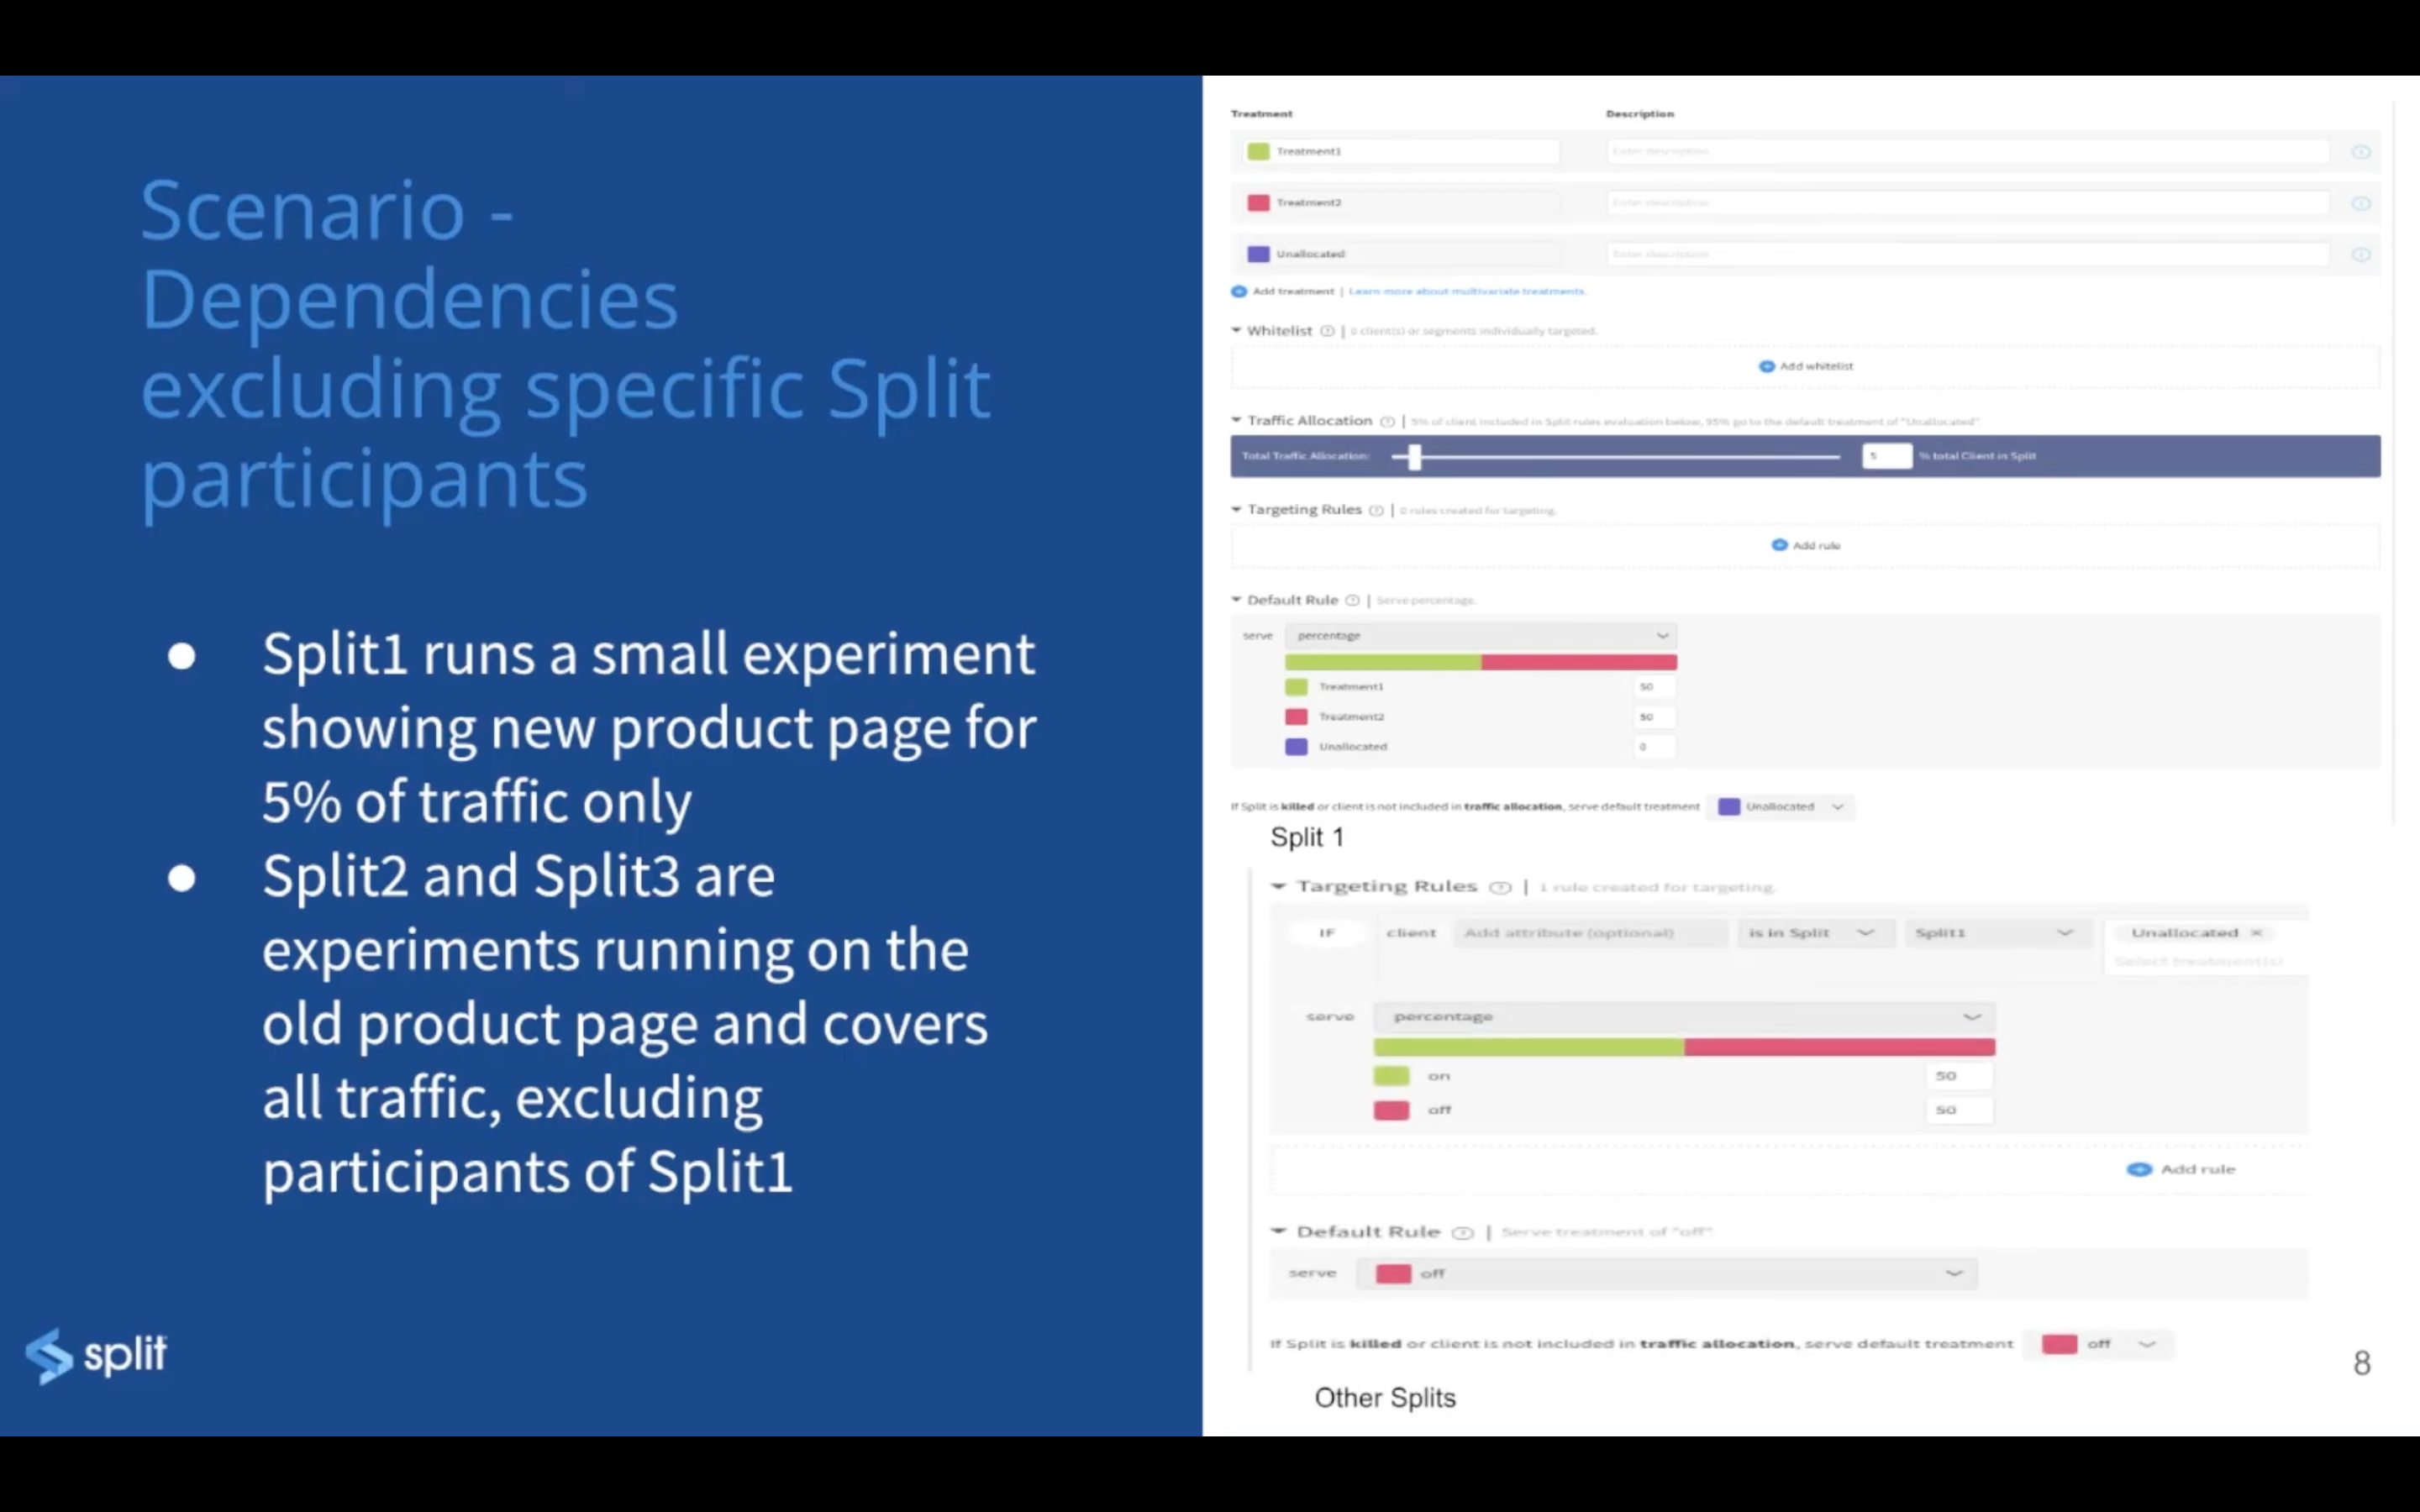 Scenario -
Dependencies
excluding specific Split
participants
● Split1 runs a small experiment
showing new product page for
5% of traffic only
● Split2 and Split3 are
experiments running on the
old product page and covers
all traffic, excluding
participants of Split1
split
Treatment Description
Treatment1 Enter description
Treatment2 Enter description
Unallocated Enter description
Add treatment | Learn more about multivariate treatments.
Whitelist | 0 client(s) or segments individually targeted.
Add whitelist
Traffic Allocation | 5% of client included in Split rules evaluation below, 95% go to the default treatment of "Unallocated".
Total Traffic Allocation: 5 % total Client in Split
Targeting Rules | 0 rules created for targeting.
Add rule
Default Rule | Serve percentage.
serve percentage
Treatment1 50
Treatment2 50
Unallocated 0
If Split is killed or client is not included in traffic allocation, serve default treatment Unallocated
Split 1
Targeting Rules | 1 rule created for targeting.
IF client Add attribute (optional) is in Split Split1 Unallocated ×
Select treatment(s)
serve percentage
on 50
off 50
Add rule
Default Rule | Serve treatment of "off".
serve off
If Split is killed or client is not included in traffic allocation, serve default treatment off
Other Splits
8